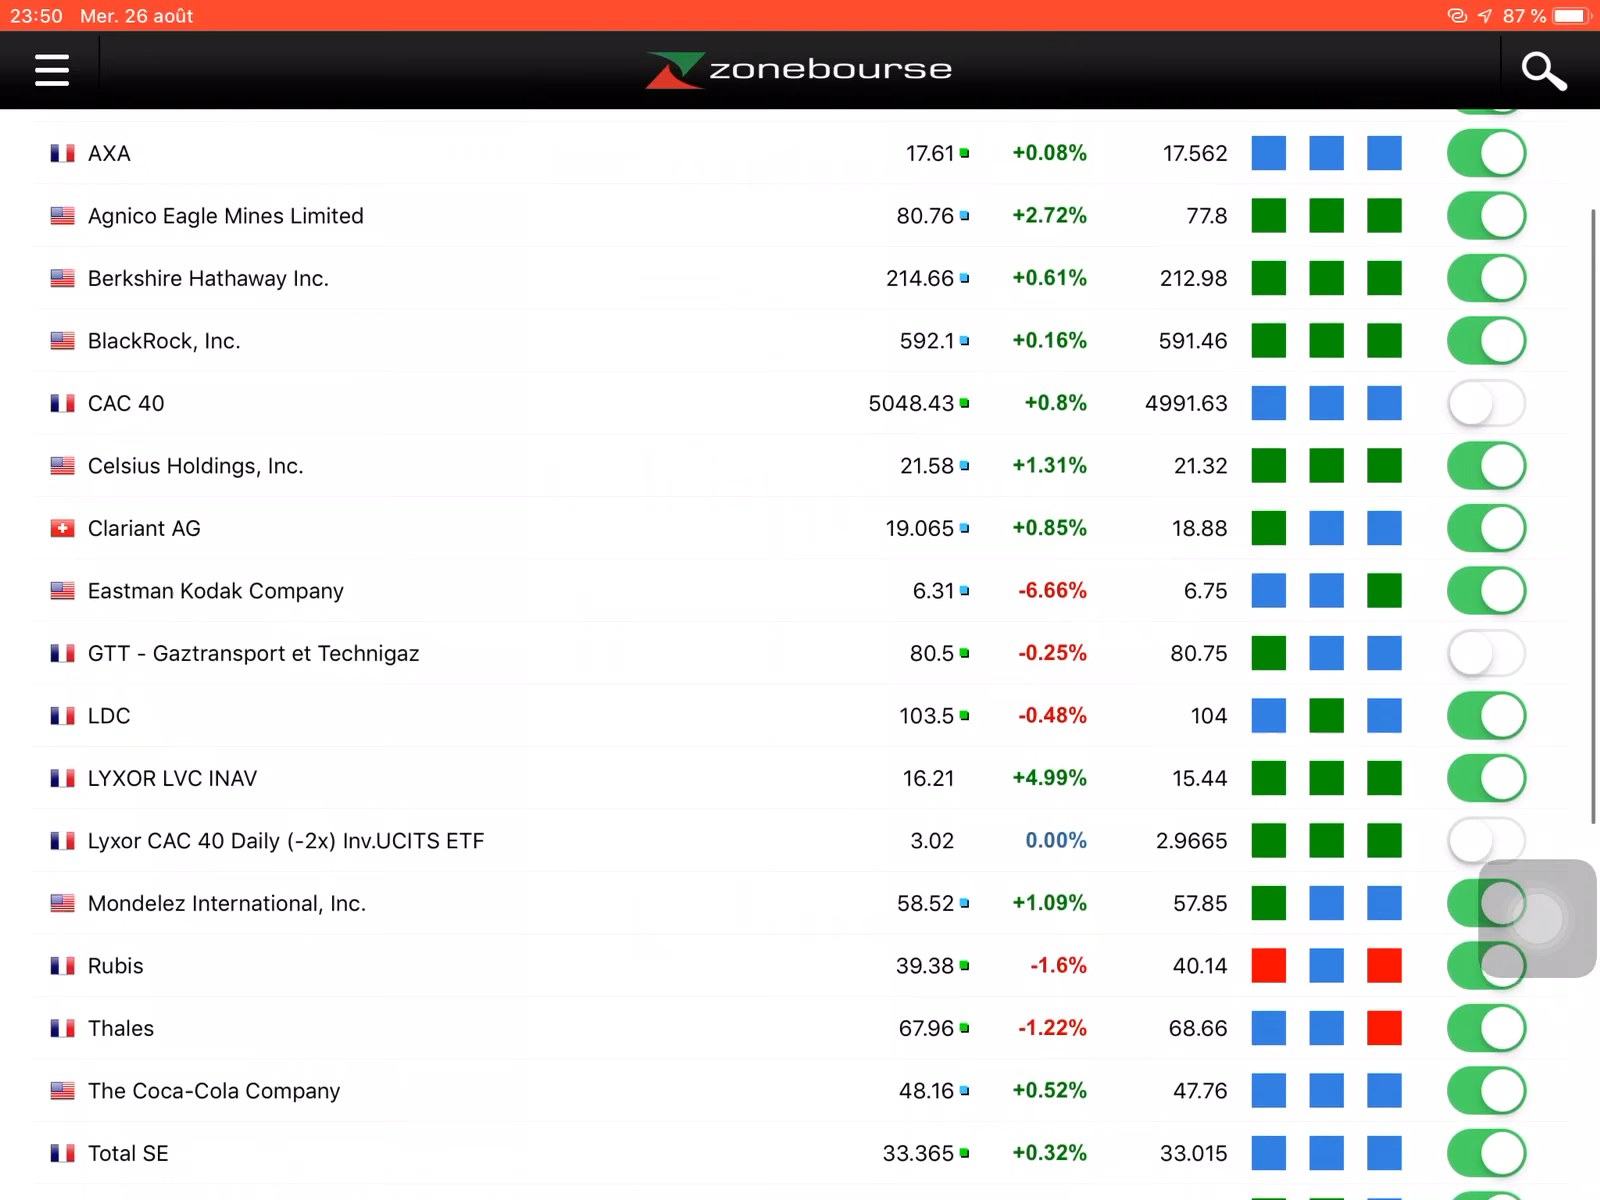 23:50 Mer. 26 août 87 %
zonebourse
AXA 17.61 +0.08% 17.562
Agnico Eagle Mines Limited 80.76 +2.72% 77.8
Berkshire Hathaway Inc. 214.66 +0.61% 212.98
BlackRock, Inc. 592.1 +0.16% 591.46
CAC 40 5048.43 +0.8% 4991.63
Celsius Holdings, Inc. 21.58 +1.31% 21.32
Clariant AG 19.065 +0.85% 18.88
Eastman Kodak Company 6.31 -6.66% 6.75
GTT - Gaztransport et Technigaz 80.5 -0.25% 80.75
LDC 103.5 -0.48% 104
LYXOR LVC INAV 16.21 +4.99% 15.44
Lyxor CAC 40 Daily (-2x) Inv.UCITS ETF 3.02 0.00% 2.9665
Mondelez International, Inc. 58.52 +1.09% 57.85
Rubis 39.38 -1.6% 40.14
Thales 67.96 -1.22% 68.66
The Coca-Cola Company 48.16 +0.52% 47.76
Total SE 33.365 +0.32% 33.015